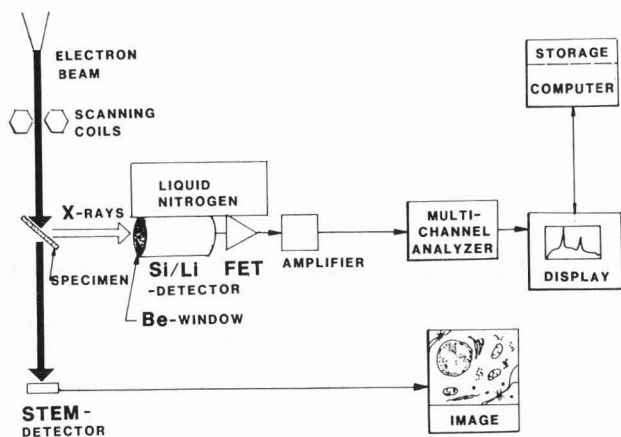 ELECTRON
BEAM
SCANNING
COILS
STORAGE
COMPUTER
LIQUID
NITROGEN
X-RAYS
MULTI-
CHANNEL
ANALYZER
SPECIMEN
Si/Li
-DETECTOR
FET
AMPLIFIER
DISPLAY
Be-WINDOW
STEM-
DETECTOR
IMAGE